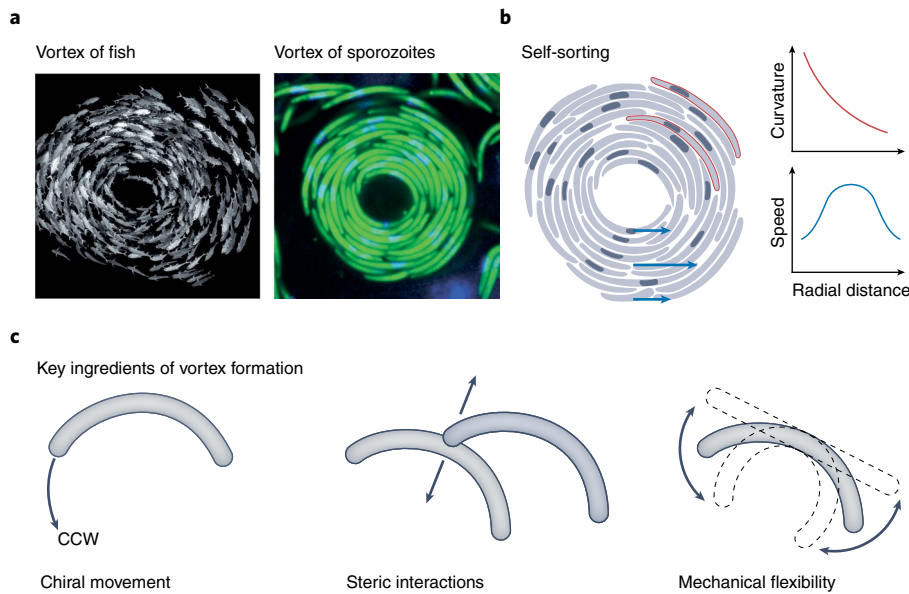 a
Vortex of fish
Vortex of sporozoites
b
Self-sorting
Curvature
Speed
Radial distance
c
Key ingredients of vortex formation
CCW
Chiral movement
Steric interactions
Mechanical flexibility